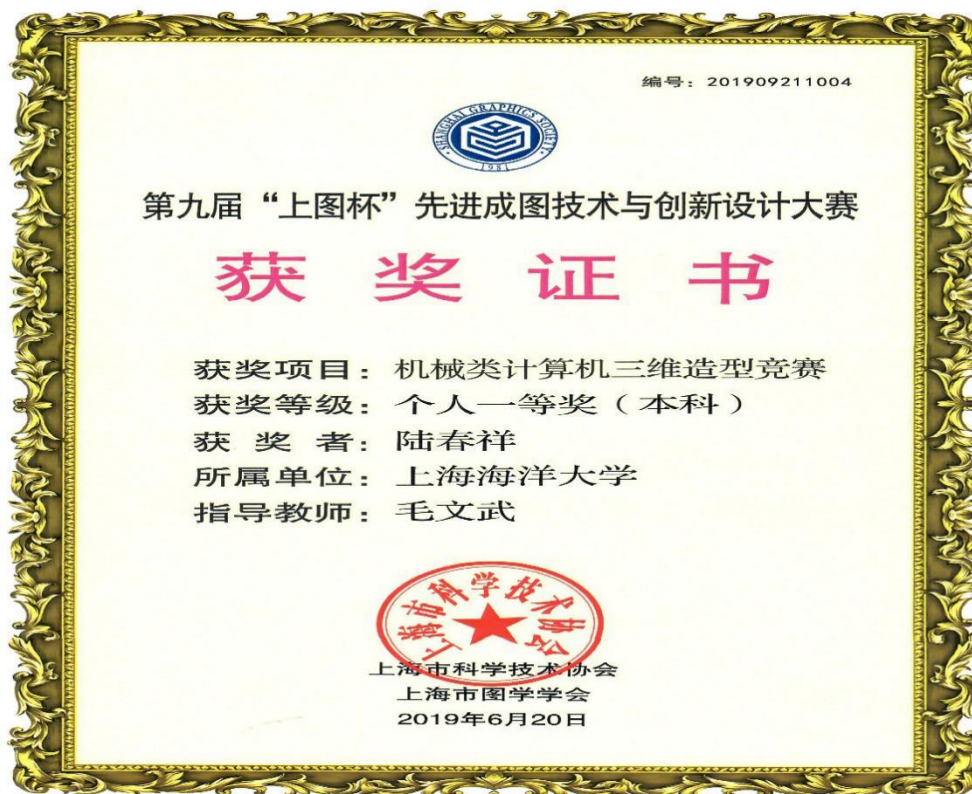 编号：201909211004
SHANGHAI GRAPHICS SOCIETY
1981
第九届“上图杯”先进成图技术与创新设计大赛
获奖证书
获奖项目：机械类计算机三维造型竞赛
获奖等级：个人一等奖（本科）
获奖者：陆春祥
所属单位：上海海洋大学
指导教师：毛文武
上海市科学技术协会
上海市科学技术协会
上海市图学学会
2019年6月20日